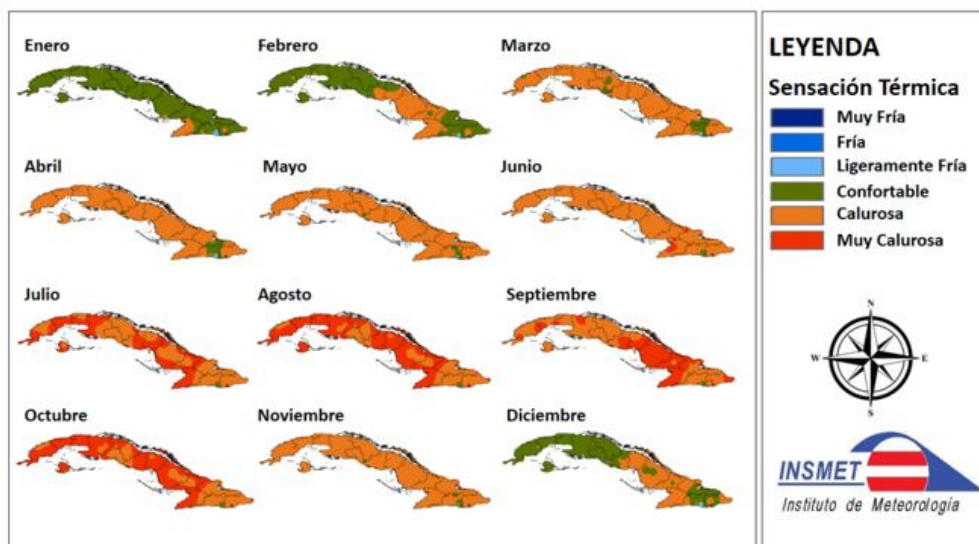 Enero
Febrero
Marzo
Abril
Mayo
Junio
Julio
Agosto
Septiembre
Octubre
Noviembre
Diciembre
LEYENDA
Sensación Térmica
Muy Fría
Fría
Ligeramente Fría
Confortable
Calurosa
Muy Calurosa
N
W
E
S
INSMET
Instituto de Meteorología